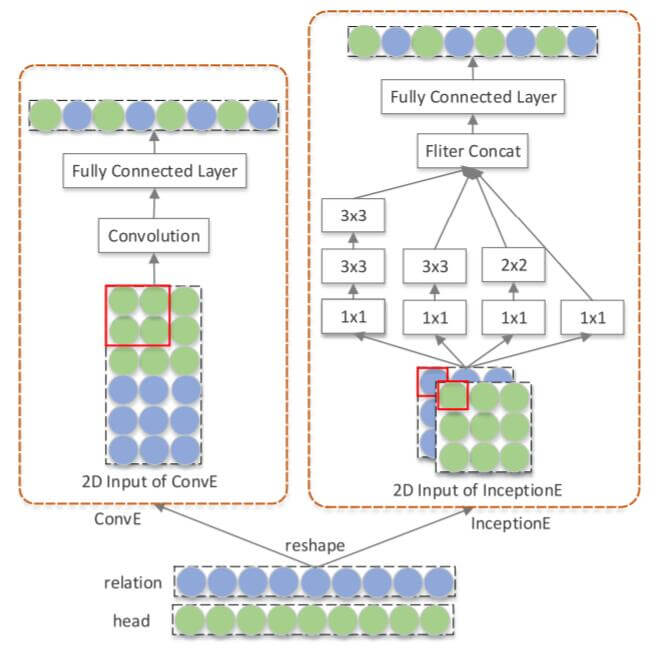 Fully Connected Layer
Convolution
2D Input of ConvE
ConvE
Fully Connected Layer
Fliter Concat
3x3
3x3 3x3 2x2
1x1 1x1 1x1 1x1
2D Input of InceptionE
InceptionE
reshape
relation
head